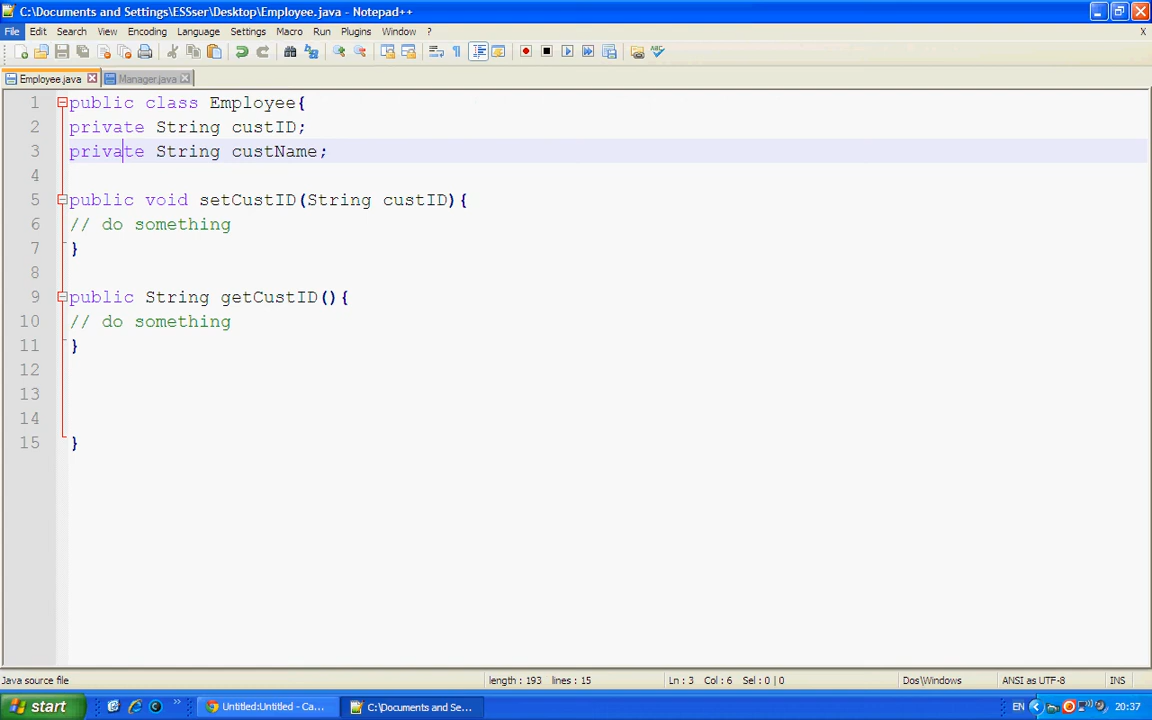 C:\Documents and Settings\ESSser\Desktop\Employee.java - Notepad++
File Edit Search View Encoding Language Settings Macro Run Plugins Window ? X
Employee.java Manager.java
1 public class Employee{
2 private String custID;
3 private String custName;
4
5 public void setCustID(String custID){
6 // do something
7 }
8
9 public String getCustID(){
10 // do something
11 }
12
13
14
15 }
Java source file length : 193 lines : 15 Ln : 3 Col : 6 Sel : 0 | 0 Dos\Windows ANSI as UTF-8 INS
start Untitled:Untitled - Ca... C:\Documents and Se... EN 20:37